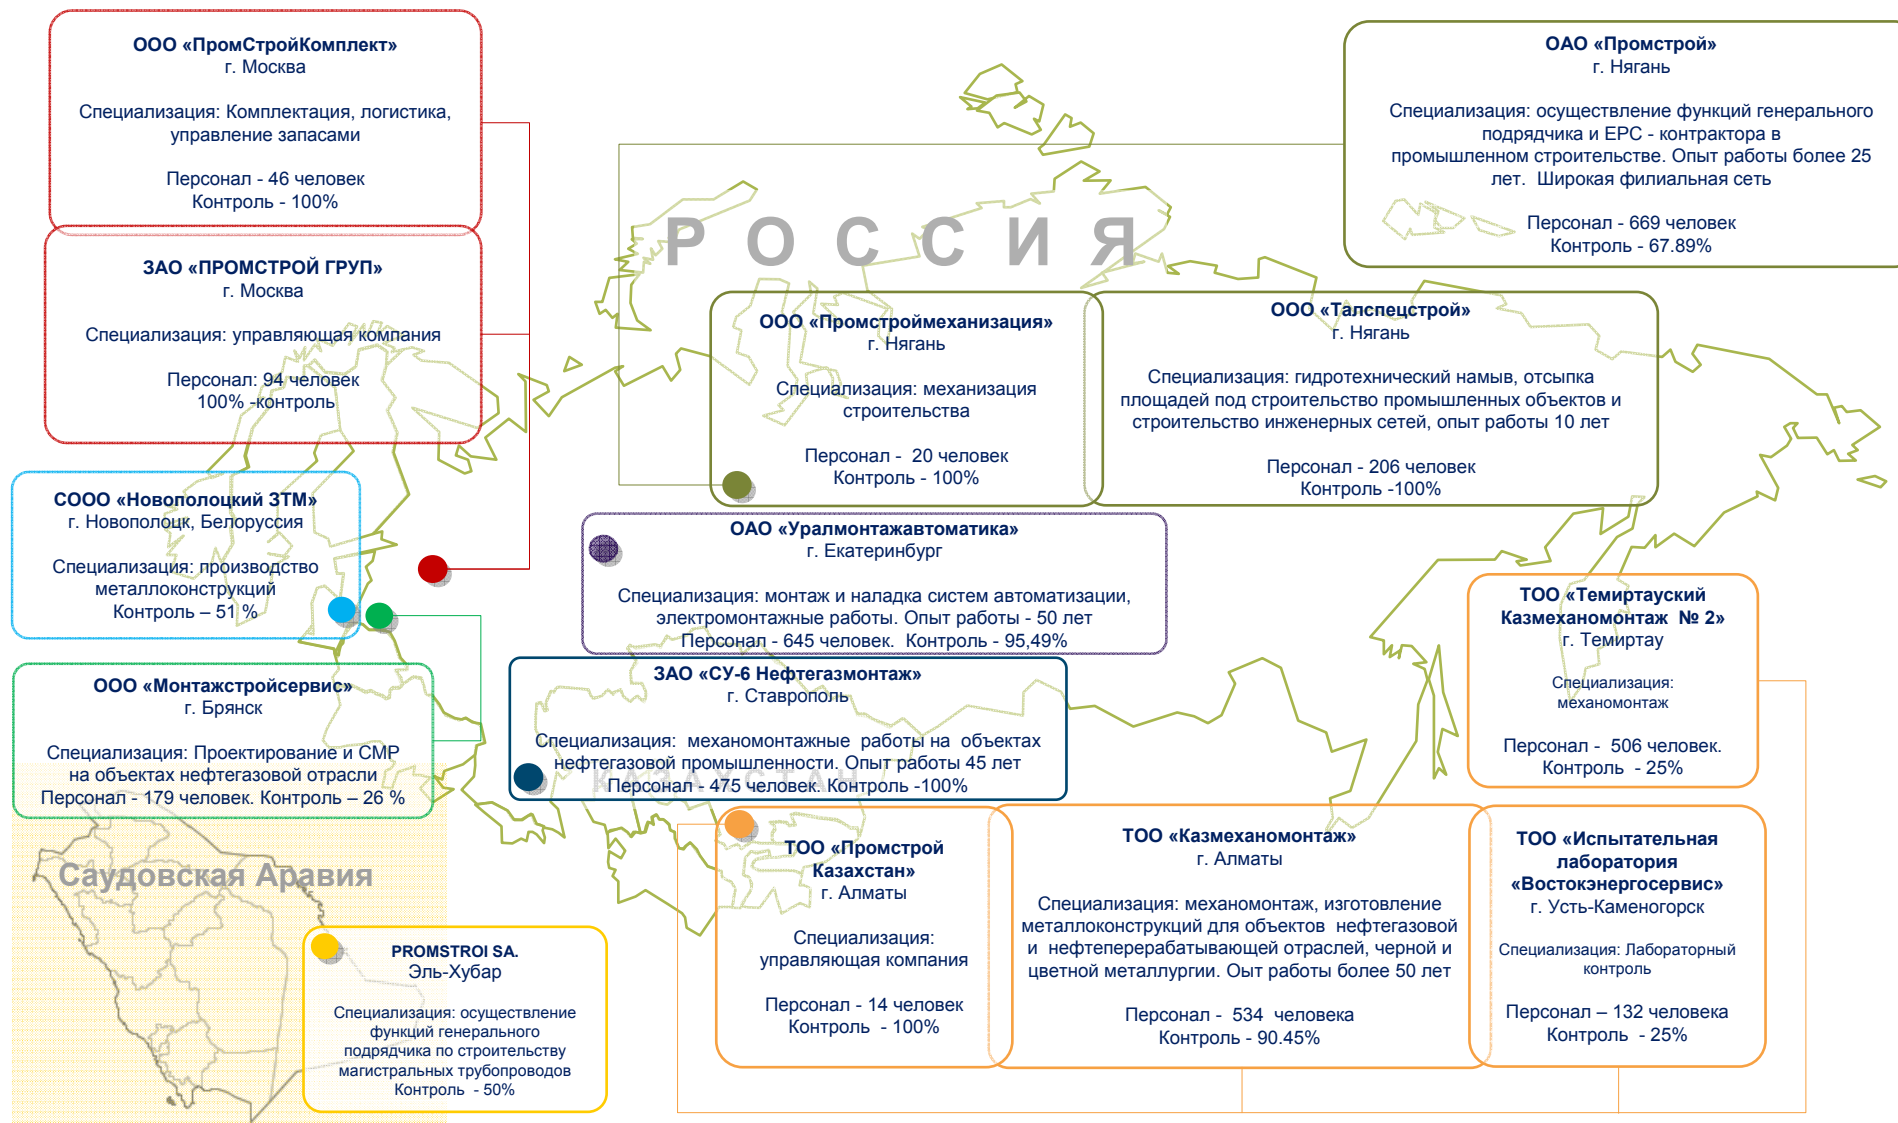 ООО «ПромСтройКомплект»
г. Москва
Специализация: Комплектация, логистика,
управление запасами
Персонал - 46 человек
Контроль - 100%
ЗАО «ПРОМСТРОЙ ГРУП»
г. Москва
Специализация: управляющая компания
Персонал: 94 человек
100% -контроль
СООО «Новополоцкий ЗТМ»
г. Новополоцк, Белоруссия
Специализация: производство
металлоконструкций
Контроль – 51 %
ООО «Монтажстройсервис»
г. Брянск
Специализация: Проектирование и СМР
на объектах нефтегазовой отрасли
Персонал - 179 человек. Контроль – 26 %
Саудовская Аравия
PROMSTROI SA.
Эль-Хубар
Специализация: осуществление
функций генерального
подрядчика по строительству
магистральных трубопроводов
Контроль - 50%
РОССИЯ
ОАО «Промстрой»
г. Нягань
Специализация: осуществление функций генерального
подрядчика и EPC - контрактора в
промышленном строительстве. Опыт работы более 25
лет. Широкая филиальная сеть
Персонал - 669 человек
Контроль - 67.89%
ООО «Промстроймеханизация»
г. Нягань
Специализация: механизация
строительства
Персонал - 20 человек
Контроль - 100%
ООО «Талспецстрой»
г. Нягань
Специализация: гидротехнический намыв, отсыпка
площадей под строительство промышленных объектов и
строительство инженерных сетей, опыт работы 10 лет
Персонал - 206 человек
Контроль -100%
ОАО «Уралмонтажавтоматика»
г. Екатеринбург
Специализация: монтаж и наладка систем автоматизации,
электромонтажные работы. Опыт работы - 50 лет
Персонал - 645 человек. Контроль - 95,49%
ЗАО «СУ-6 Нефтегазмонтаж»
г. Ставрополь
Специализация: механомонтажные работы на объектах
нефтегазовой промышленности. Опыт работы 45 лет
Персонал - 475 человек. Контроль -100%
КАЗАХСТАН
ТОО «Темиртауский
Казмеханомонтаж № 2»
г. Темиртау
Специализация:
механомонтаж
Персонал - 506 человек.
Контроль - 25%
ТОО «Промстрой
Казахстан»
г. Алматы
Специализация:
управляющая компания
Персонал - 14 человек
Контроль - 100%
ТОО «Казмеханомонтаж»
г. Алматы
Специализация: механомонтаж, изготовление
металлоконструкций для объектов нефтегазовой
и нефтеперерабатывающей отраслей, черной и
цветной металлургии. Оыт работы более 50 лет
Персонал - 534 человека
Контроль - 90.45%
ТОО «Испытательная
лаборатория
«Востокэнергосервис»
г. Усть-Каменогорск
Специализация: Лабораторный
контроль
Персонал – 132 человека
Контроль - 25%